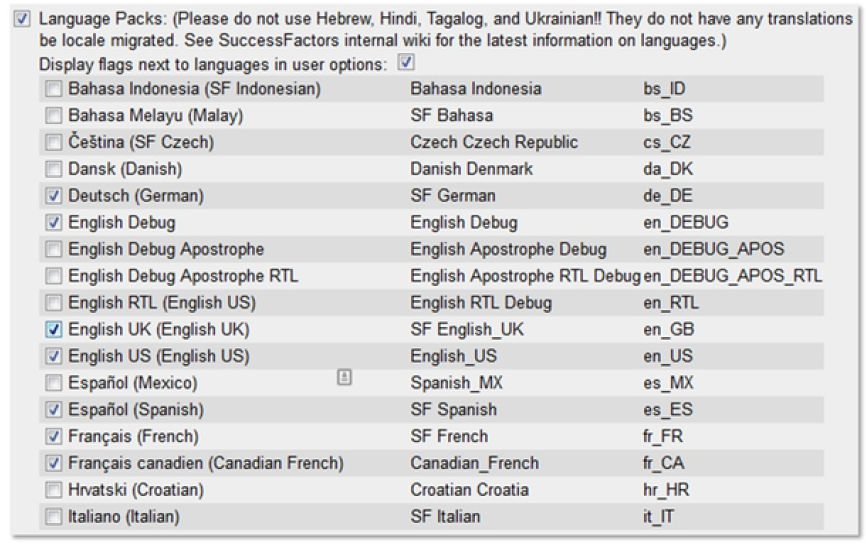 Language Packs: (Please do not use Hebrew, Hindi, Tagalog, and Ukrainian!! They do not have any translations
be locale migrated. See SuccessFactors internal wiki for the latest information on languages.)
Display flags next to languages in user options:
Bahasa Indonesia (SF Indonesian) Bahasa Indonesia bs_ID
Bahasa Melayu (Malay) SF Bahasa bs_BS
Čeština (SF Czech) Czech Czech Republic cs_CZ
Dansk (Danish) Danish Denmark da_DK
Deutsch (German) SF German de_DE
English Debug English Debug en_DEBUG
English Debug Apostrophe English Apostrophe Debug en_DEBUG_APOS
English Debug Apostrophe RTL English Apostrophe RTL Debug en_DEBUG_APOS_RTL
English RTL (English US) English RTL Debug en_RTL
English UK (English UK) SF English_UK en_GB
English US (English US) English_US en_US
Español (Mexico) Spanish_MX es_MX
Español (Spanish) SF Spanish es_ES
Français (French) SF French fr_FR
Français canadien (Canadian French) Canadian_French fr_CA
Hrvatski (Croatian) Croatian Croatia hr_HR
Italiano (Italian) SF Italian it_IT